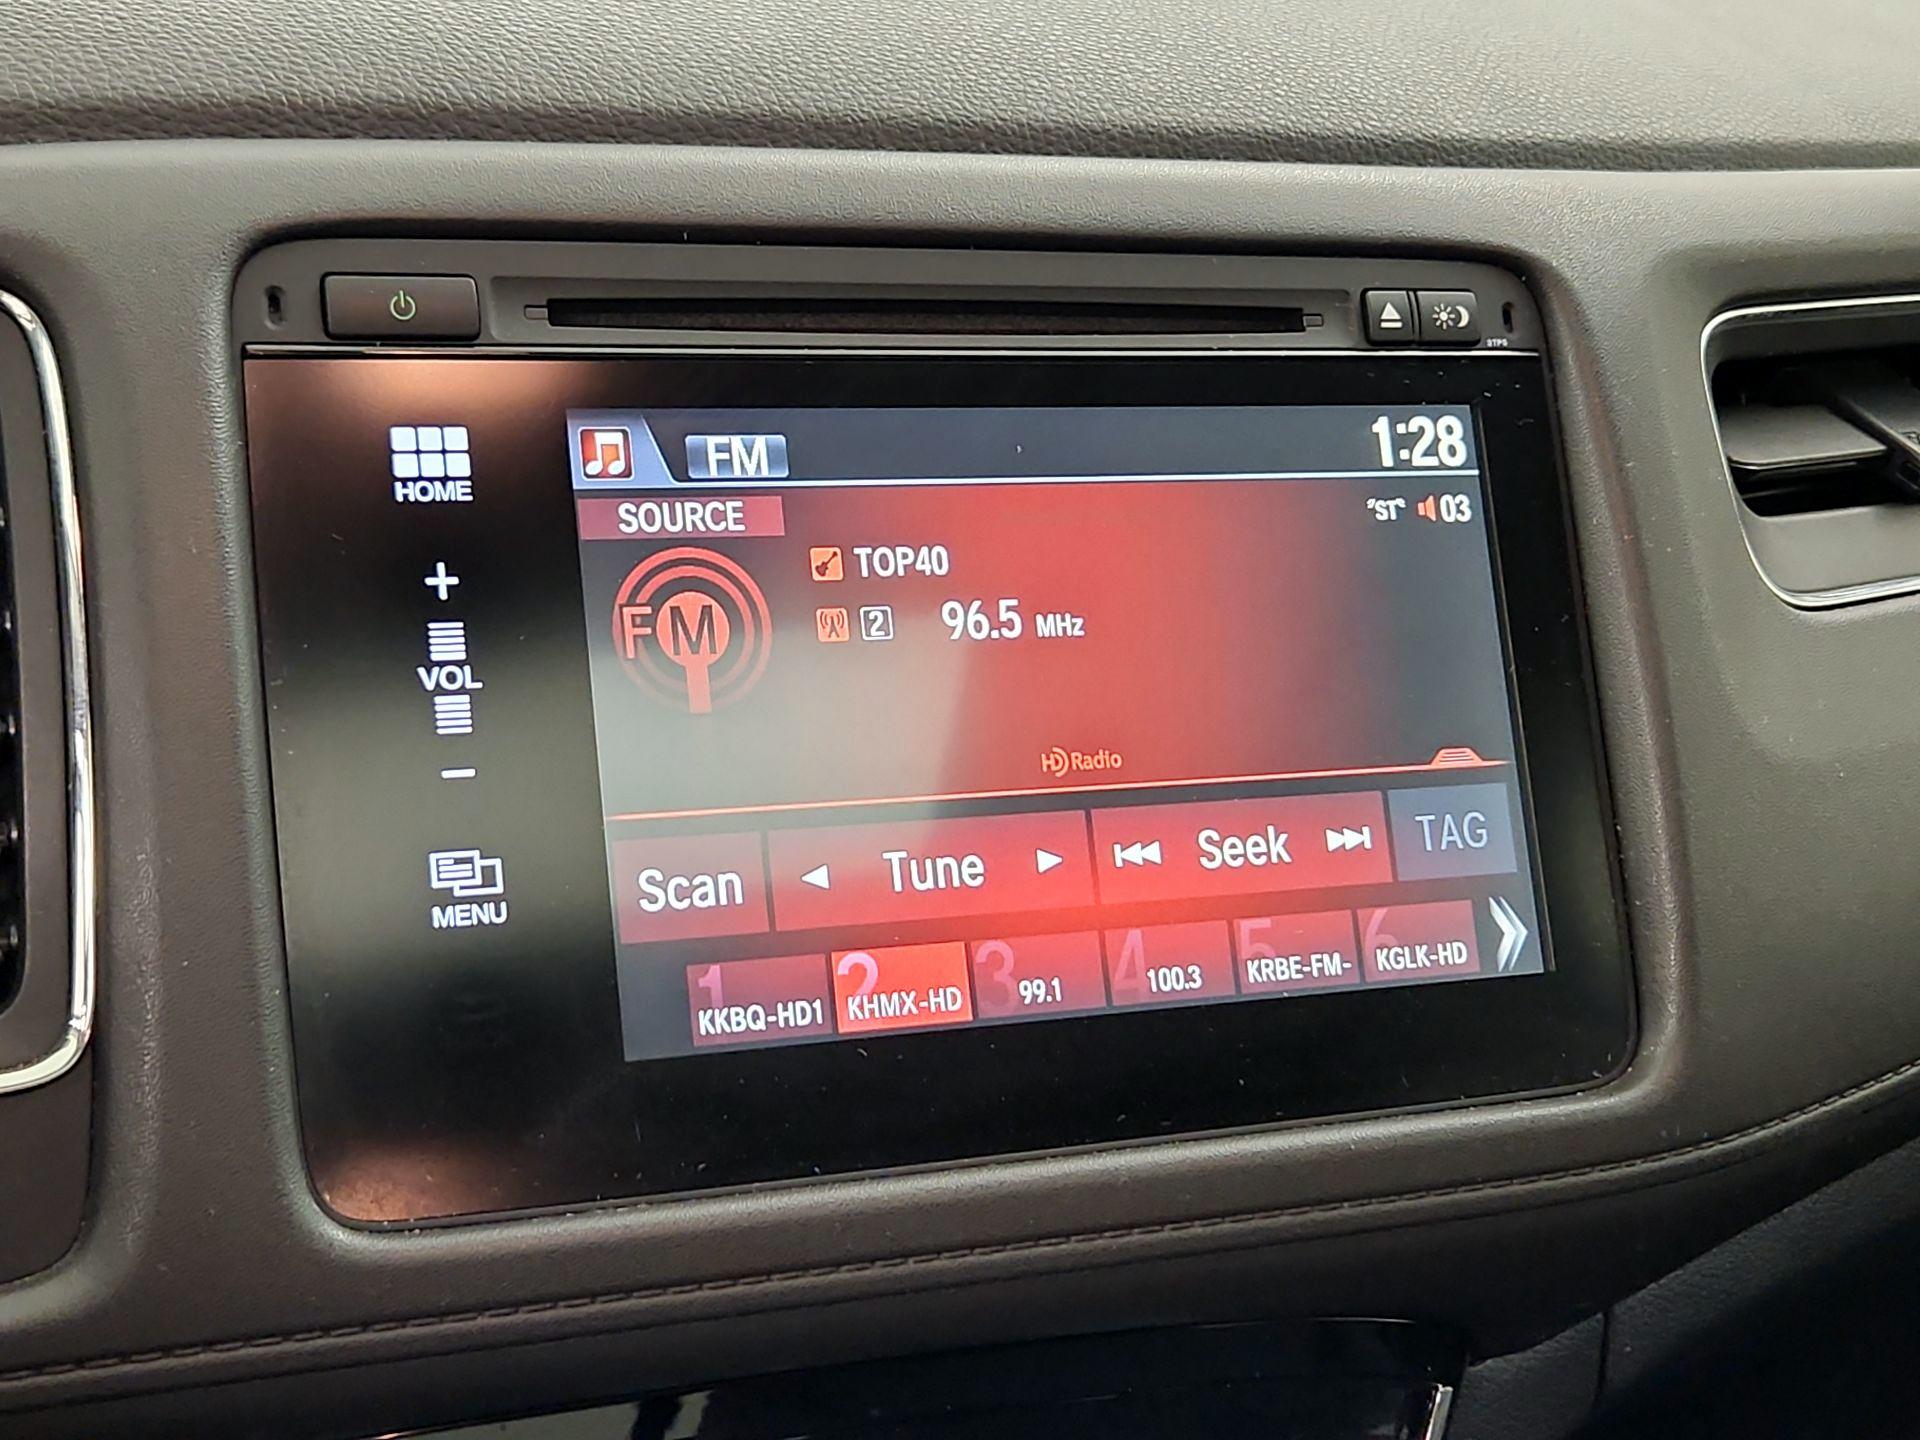 STPS
HOME
VOL
MENU
FM
1:28
SOURCE
"ST"
03
FM
TOP40
2
96.5 MHz
HD Radio
Scan
Tune
Seek
TAG
1 KKBQ-HD1
2 KHMX-HD
3 99.1
4 100.3
5 KRBE-FM-
6 KGLK-HD